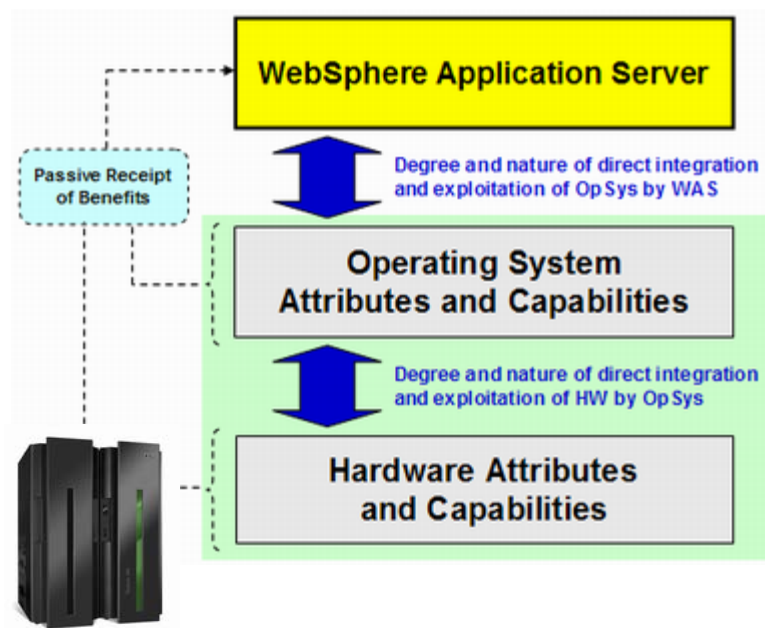 WebSphere Application Server
Passive Receipt
of Benefits
Degree and nature of direct integration
and exploitation of OpSys by WAS
Operating System
Attributes and Capabilities
Degree and nature of direct integration
and exploitation of HW by OpSys
Hardware Attributes
and Capabilities